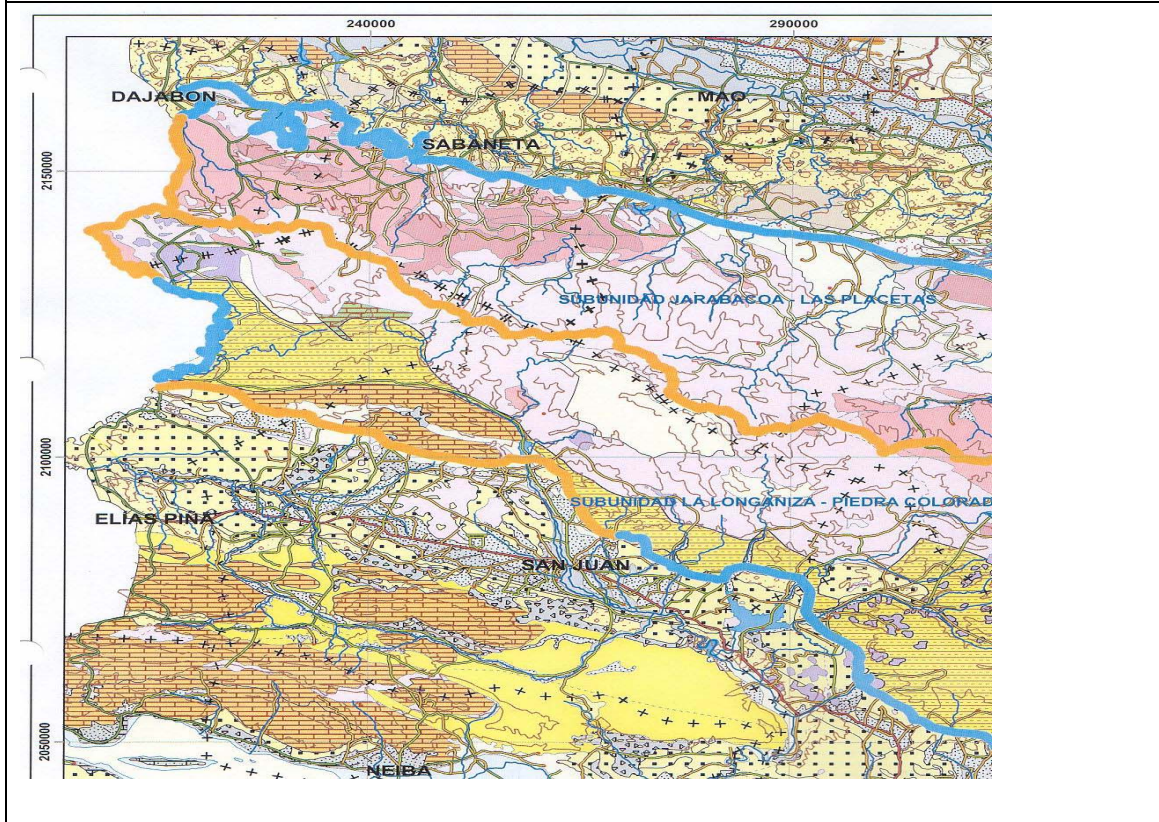 240000 290000
DAJABON
MAO
SABANETA
2150000
SUBUNIDAD JARABACOA - LAS PLACETAS
2100000
SUBUNIDAD LA LONGANIZA - PIEDRA COLORAD
ELÍAS PIÑA
SAN JUAN
2050000
NEIBA